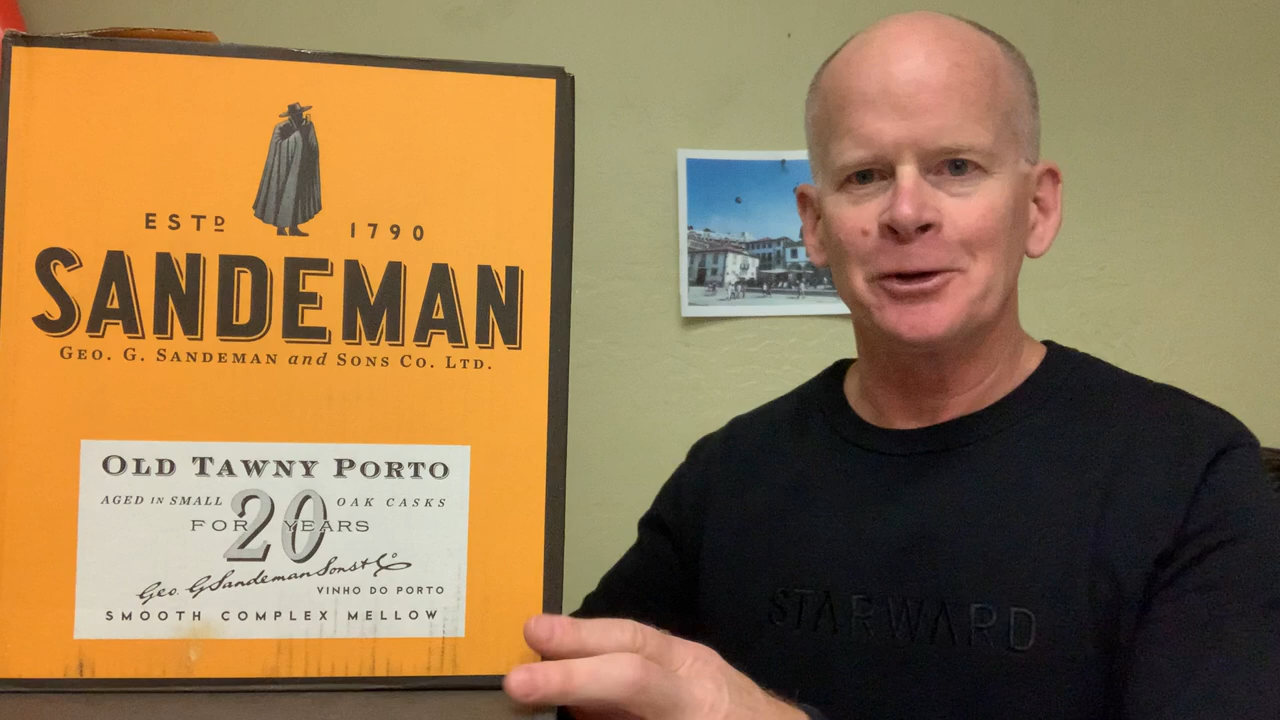 ESTD 1790
SANDEMAN
GEO. G. SANDEMAN and SONS CO. LTD.
OLD TAWNY PORTO
AGED IN SMALL 20 OAK CASKS
FOR YEARS
Geo. G Sandeman Sons & Co
VINHO DO PORTO
SMOOTH COMPLEX MELLOW
STARWARD